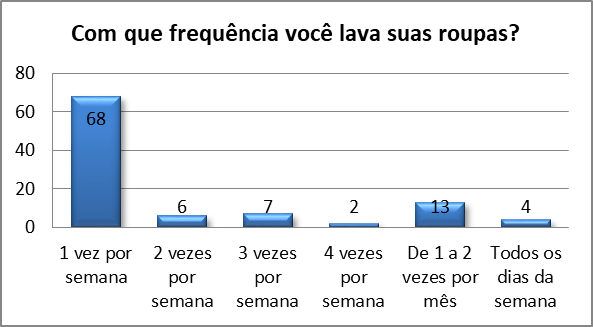 Com que frequência você lava suas roupas?
80
60
40
20
0
68
6
7
2
13
4
1 vez por
semana
2 vezes
por
semana
3 vezes
por
semana
4 vezes
por
semana
De 1 a 2
vezes por
mês
Todos os
dias da
semana